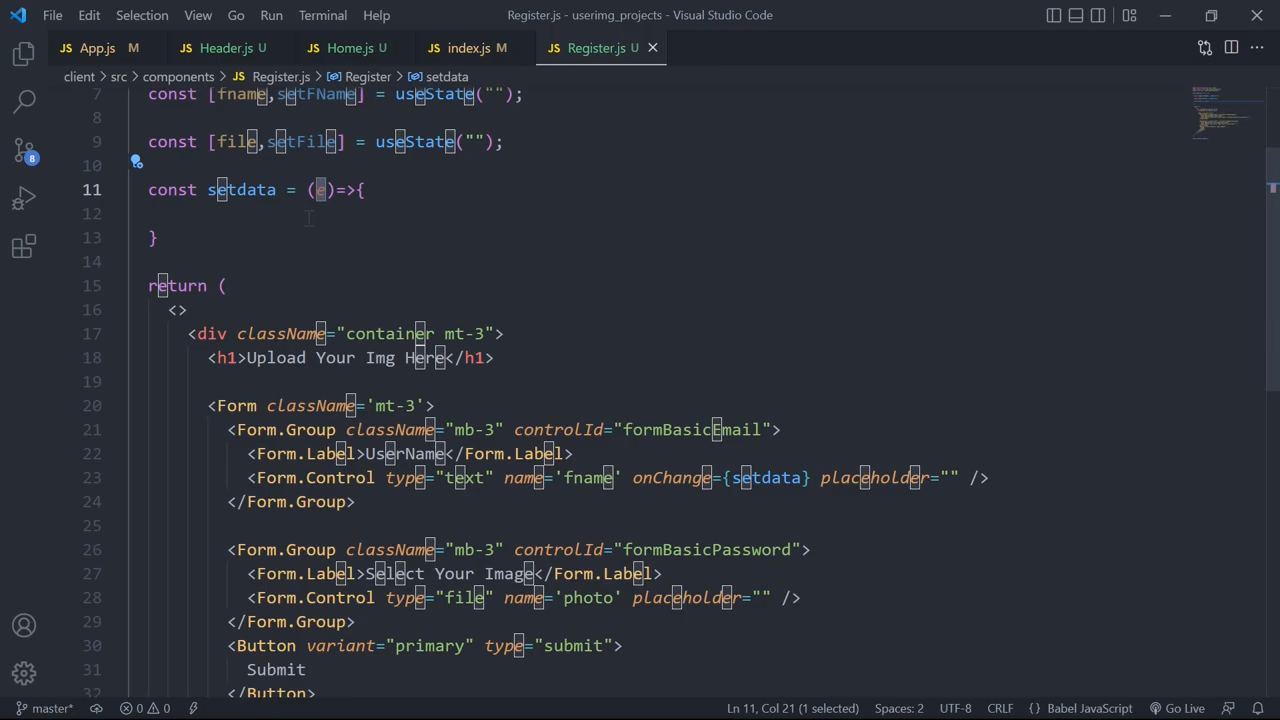 File Edit Selection View Go Run Terminal Help Register.js - userimg_projects - Visual Studio Code
JS App.js M JS Header.js U JS Home.js U JS index.js M JS Register.js U
client > src > components > JS Register.js > Register > setdata
7 const [fname,setFName] = useState("");
8
9 const [file,setFile] = useState("");
10
11 const setdata = (e)=>{
12
13 }
14
15 return (
16 <>
17 <div className="container mt-3">
18 <h1>Upload Your Img Here</h1>
19
20 <Form className='mt-3'>
21 <Form.Group className="mb-3" controlId="formBasicEmail">
22 <Form.Label>UserName</Form.Label>
23 <Form.Control type="text" name='fname' onChange={setdata} placeholder="" />
24 </Form.Group>
25
26 <Form.Group className="mb-3" controlId="formBasicPassword">
27 <Form.Label>Select Your Image</Form.Label>
28 <Form.Control type="file" name='photo' placeholder="" />
29 </Form.Group>
30 <Button variant="primary" type="submit">
31 Submit
32 </Button>
8
master* 0 0 Ln 11, Col 21 (1 selected) Spaces: 2 UTF-8 CRLF {} Babel JavaScript Go Live